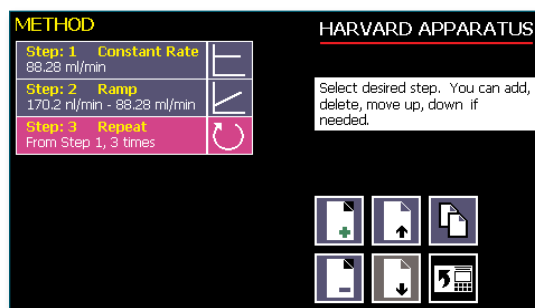 METHOD
Step: 1 Constant Rate
88.28 ml/min
Step: 2 Ramp
170.2 nl/min - 88.28 ml/min
Step: 3 Repeat
From Step 1, 3 times
HARVARD APPARATUS
Select desired step. You can add,
delete, move up, down if
needed.